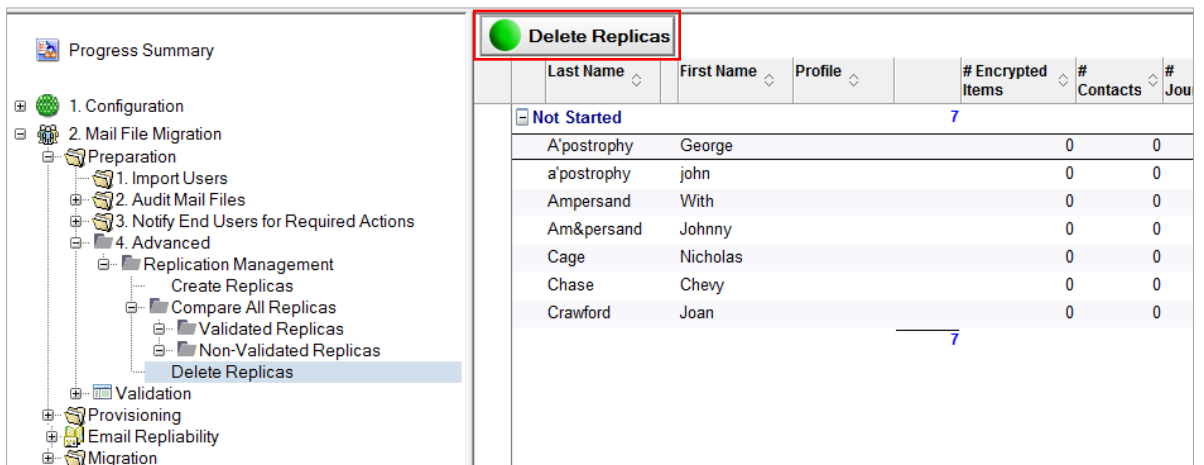 Progress Summary
1. Configuration
2. Mail File Migration
Preparation
1. Import Users
2. Audit Mail Files
3. Notify End Users for Required Actions
4. Advanced
Replication Management
Create Replicas
Compare All Replicas
Validated Replicas
Non-Validated Replicas
Delete Replicas
Validation
Provisioning
Email Repliability
Migration
Delete Replicas
Last Name First Name Profile # Encrypted Items # Contacts # Jour
Not Started 7
A'postrophy George 0 0
a'postrophy john 0 0
Ampersand With 0 0
Am&persand Johnny 0 0
Cage Nicholas 0 0
Chase Chevy 0 0
Crawford Joan 0 0
7